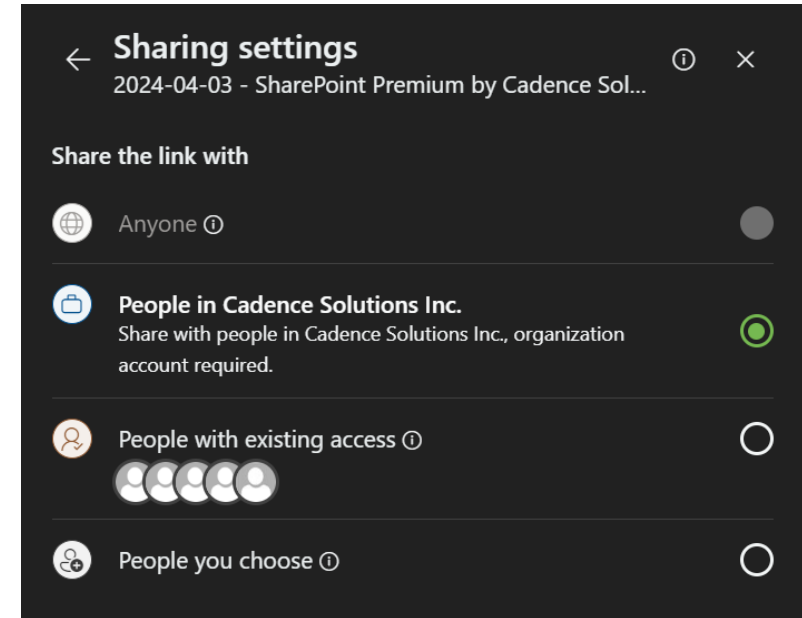 Sharing settings
2024-04-03 - SharePoint Premium by Cadence Sol...
Share the link with
Anyone
People in Cadence Solutions Inc.
Share with people in Cadence Solutions Inc., organization
account required.
People with existing access
People you choose